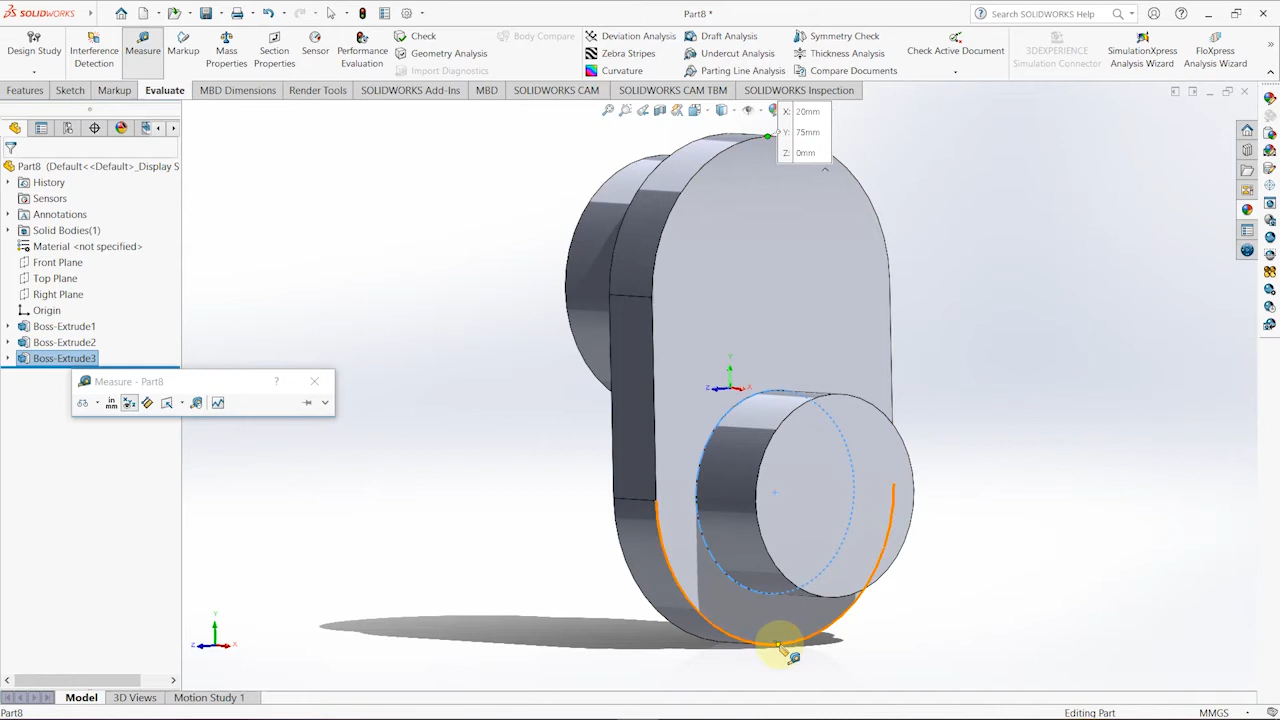 SOLIDWORKS
Part8 *
Search SOLIDWORKS Help
Design Study
Interference Detection
Measure
Markup
Mass Properties
Section Properties
Sensor
Performance Evaluation
Check
Geometry Analysis
Import Diagnostics
Body Compare
Deviation Analysis
Zebra Stripes
Curvature
Draft Analysis
Undercut Analysis
Parting Line Analysis
Symmetry Check
Thickness Analysis
Compare Documents
Check Active Document
3DEXPERIENCE Simulation Connector
SimulationXpress Analysis Wizard
FloXpress Analysis Wizard
Features
Sketch
Markup
Evaluate
MBD Dimensions
Render Tools
SOLIDWORKS Add-Ins
MBD
SOLIDWORKS CAM
SOLIDWORKS CAM TBM
SOLIDWORKS Inspection
X: 20mm
Y: 75mm
Z: 0mm
Part8 (Default<<Default>_Display S
History
Sensors
Annotations
Solid Bodies(1)
Material <not specified>
Front Plane
Top Plane
Right Plane
Origin
Boss-Extrude1
Boss-Extrude2
Boss-Extrude3
Measure - Part8
?
in
mm
Y
Z
X
Y
Z
X
Model
3D Views
Motion Study 1
Part8
Editing Part
MMGS